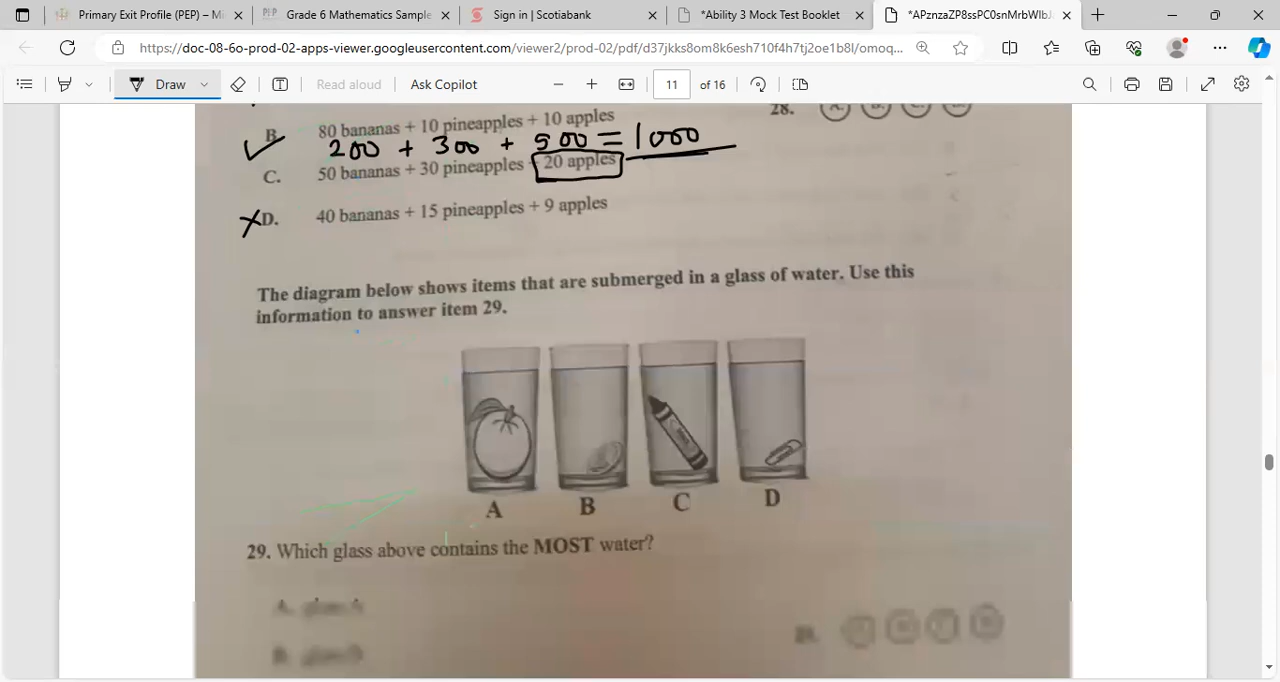 Primary Exit Profile (PEP) – Mi
Grade 6 Mathematics Sample
Sign in | Scotiabank
*Ability 3 Mock Test Booklet
*APznzaZP8ssPC0snMrbWIbJ
https://doc-08-6o-prod-02-apps-viewer.googleusercontent.com/viewer2/prod-02/pdf/d37jkks8om8k6esh710f4h7tj2oe1b8l/omoq...
Draw
Read aloud
Ask Copilot
11 of 16
28.
B. 80 bananas + 10 pineapples + 10 apples
200 + 300 + 500 = 1000
C. 50 bananas + 30 pineapples + 20 apples
X D. 40 bananas + 15 pineapples + 9 apples
The diagram below shows items that are submerged in a glass of water. Use this
information to answer item 29.
A B C D
29. Which glass above contains the MOST water?
A. glass A
B. glass B